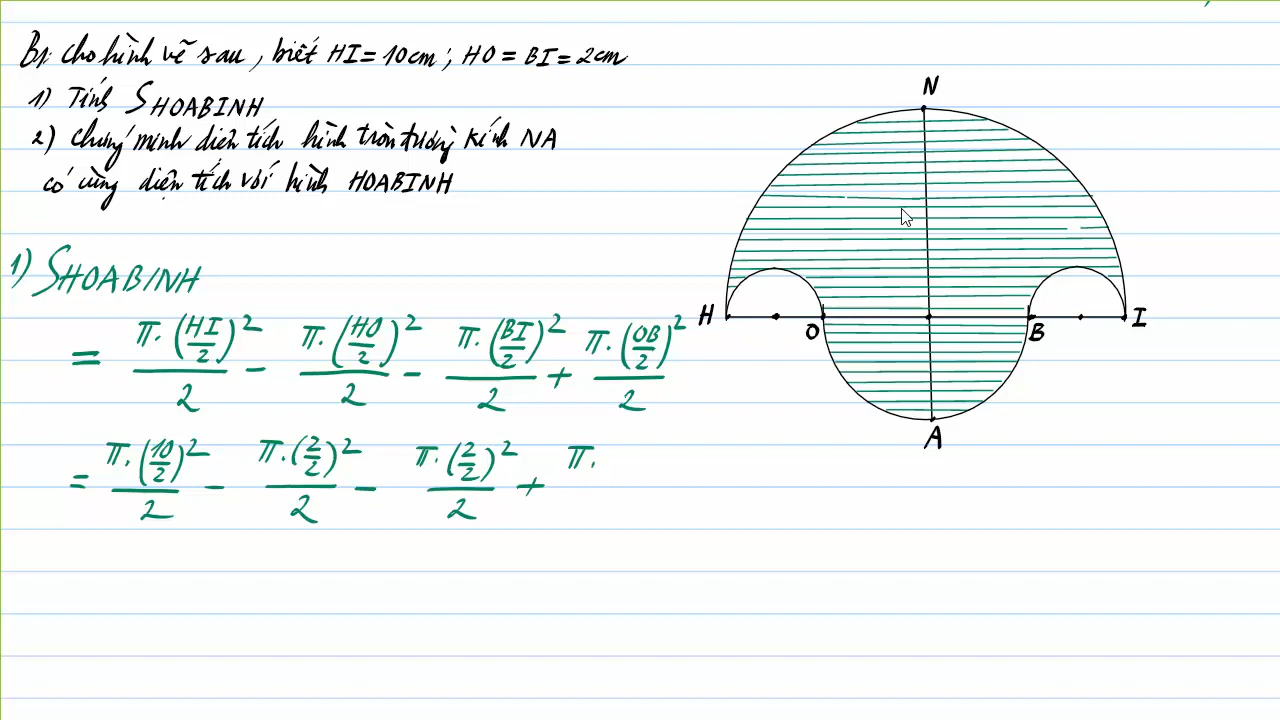 B1: Cho hình vẽ sau, biết HI = 10cm; HO = BI = 2cm
1) Tính S HOABINH
2) Chứng minh diện tích hình tròn đường kính NA
có cùng diện tích với hình HOABINH
1) S HOABINH
= π.(HI/2)²/2 - π.(HO/2)²/2 - π.(BI/2)²/2 + π.(OB/2)²/2
= π.(10/2)²/2 - π.(2/2)²/2 - π.(2/2)²/2 + π.
N
H
O
B
I
A